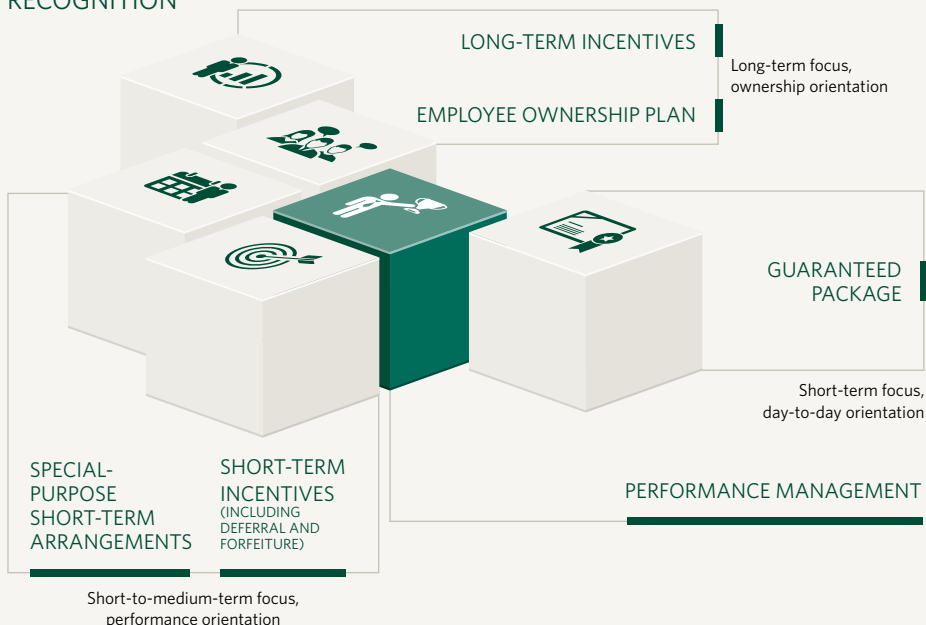 RECOGNITION
LONG-TERM INCENTIVES
Long-term focus,
ownership orientation
EMPLOYEE OWNERSHIP PLAN
GUARANTEED
PACKAGE
Short-term focus,
day-to-day orientation
SPECIAL-
PURPOSE
SHORT-TERM
ARRANGEMENTS
SHORT-TERM
INCENTIVES
(INCLUDING
DEFERRAL AND
FORFEITURE)
PERFORMANCE MANAGEMENT
Short-to-medium-term focus,
performance orientation